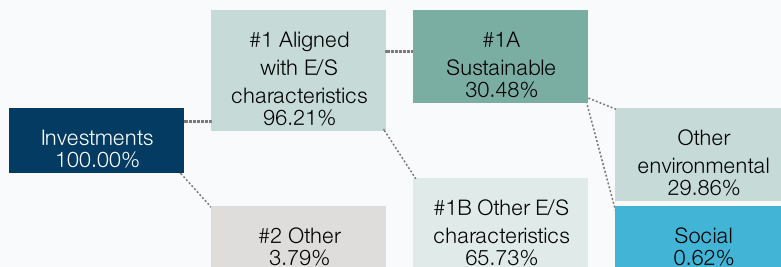 #1 Aligned
with E/S
characteristics
96.21%
#1A
Sustainable
30.48%
Investments
100.00%
Other
environmental
29.86%
#2 Other
3.79%
#1B Other E/S
characteristics
65.73%
Social
0.62%